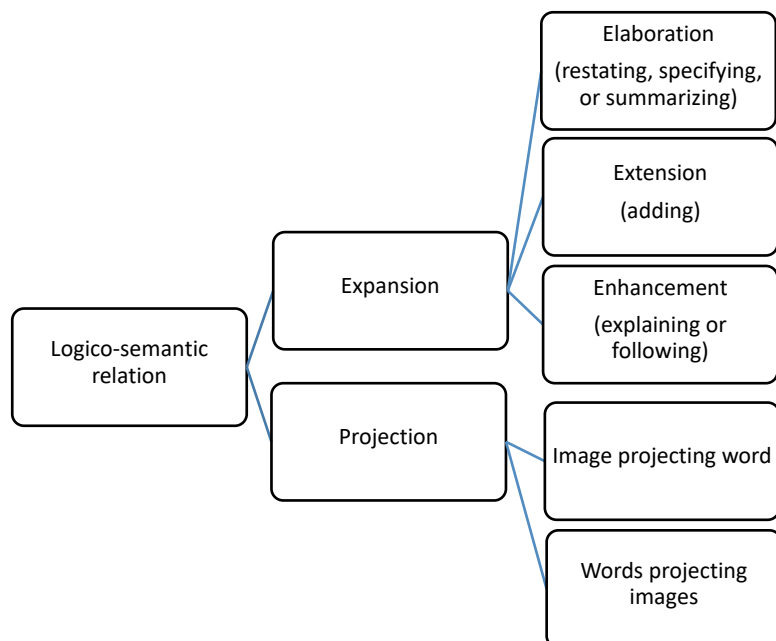 Elaboration
(restating, specifying,
or summarizing)
Extension
(adding)
Expansion
Enhancement
(explaining or
following)
Logico-semantic
relation
Projection
Image projecting word
Words projecting
images